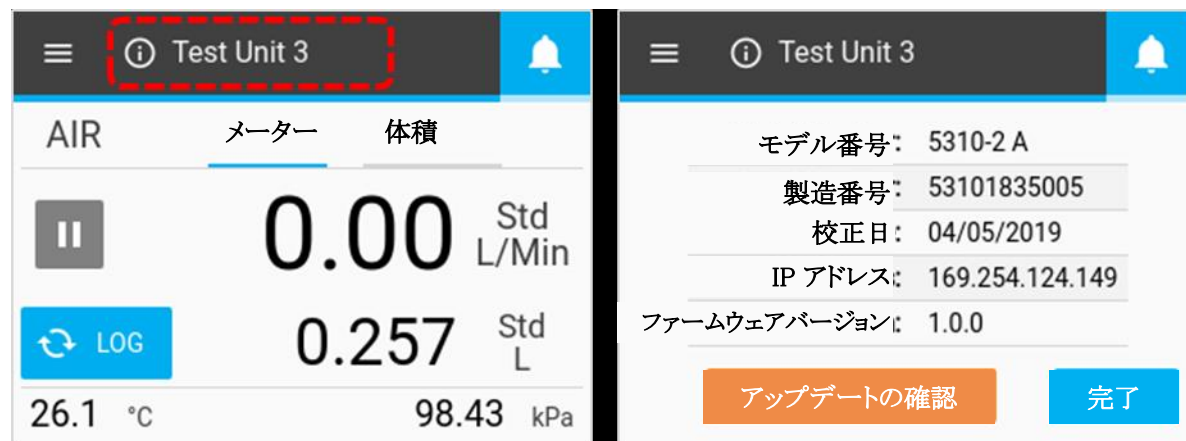 Test Unit 3
AIR メーター 体積
0.00 Std L/Min
LOG 0.257 Std L
26.1 °C 98.43 kPa
Test Unit 3
モデル番号: 5310-2 A
製造番号: 53101835005
校正日: 04/05/2019
IP アドレス: 169.254.124.149
ファームウェアバージョン: 1.0.0
アップデートの確認 完了